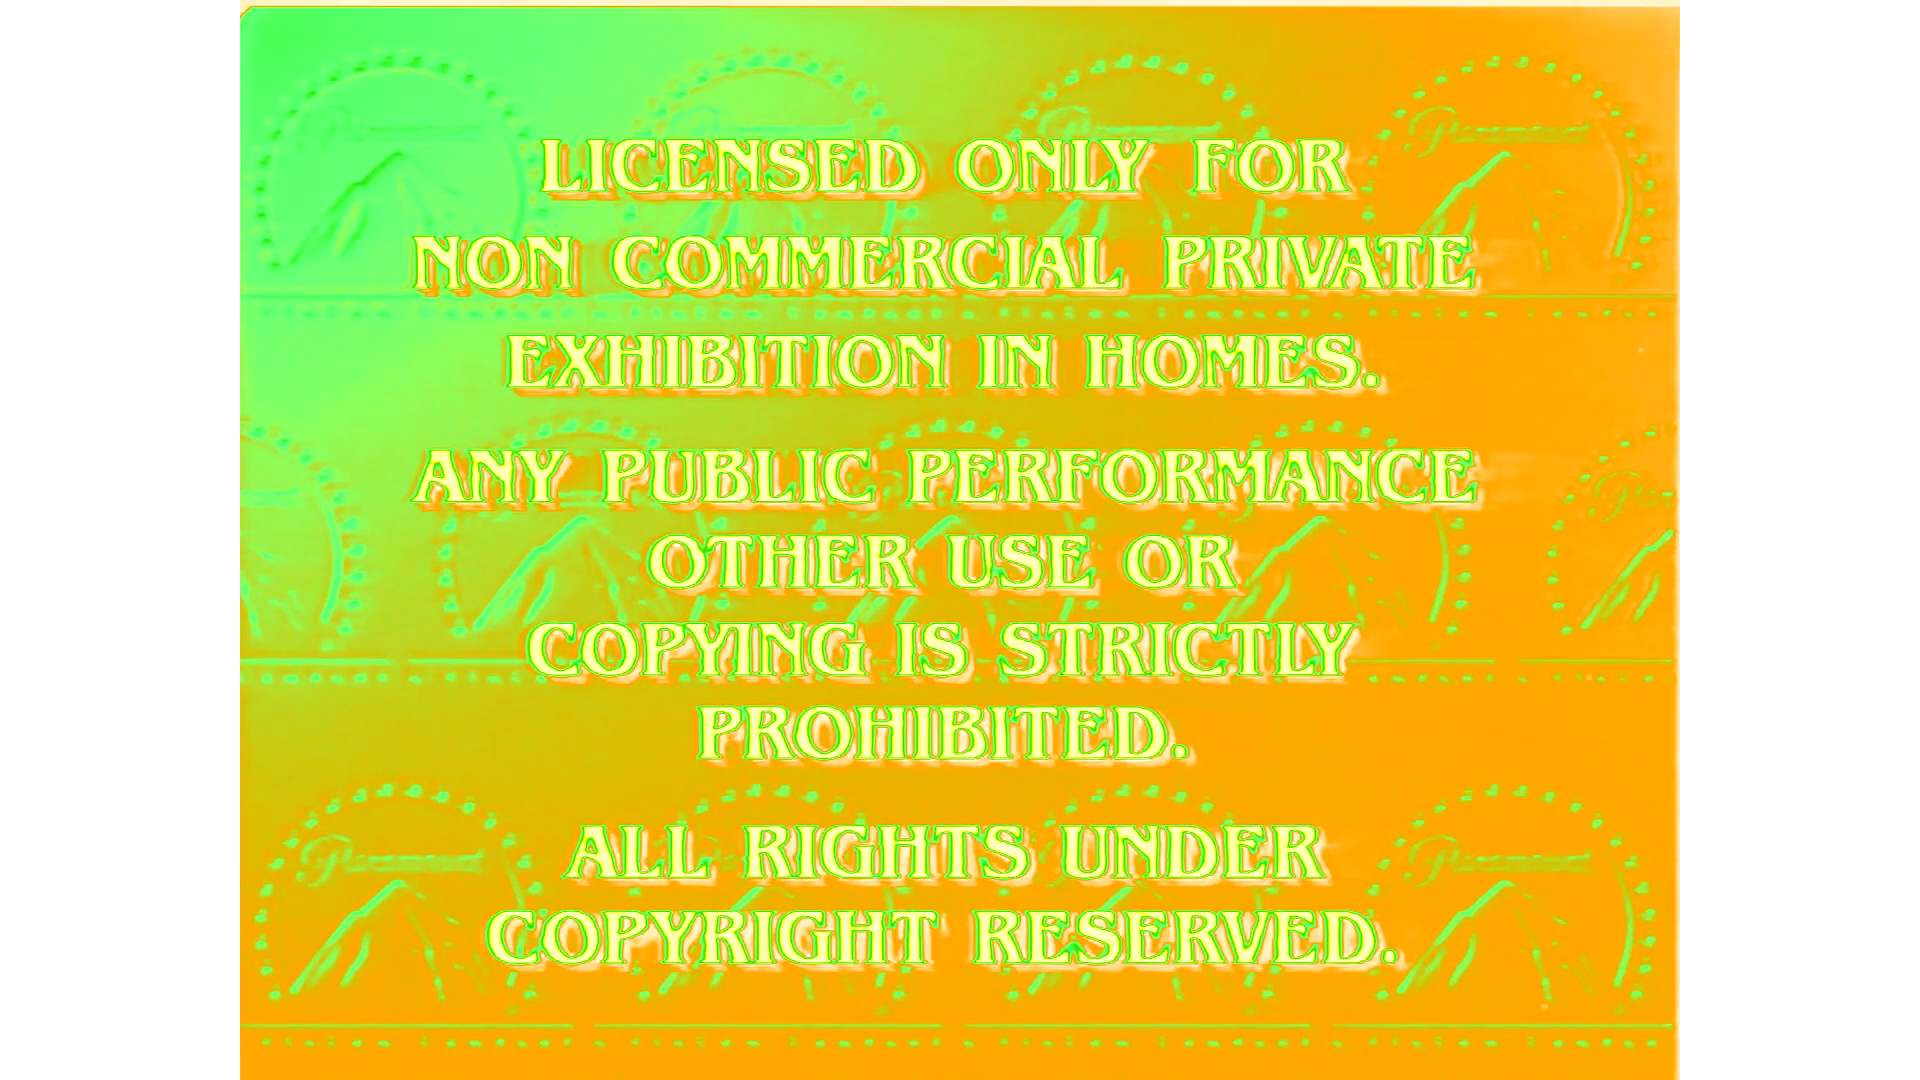 LICENSED ONLY FOR
NON COMMERCIAL PRIVATE
EXHIBITION IN HOMES.
ANY PUBLIC PERFORMANCE
OTHER USE OR
COPYING IS STRICTLY
PROHIBITED.
ALL RIGHTS UNDER
COPYRIGHT RESERVED.